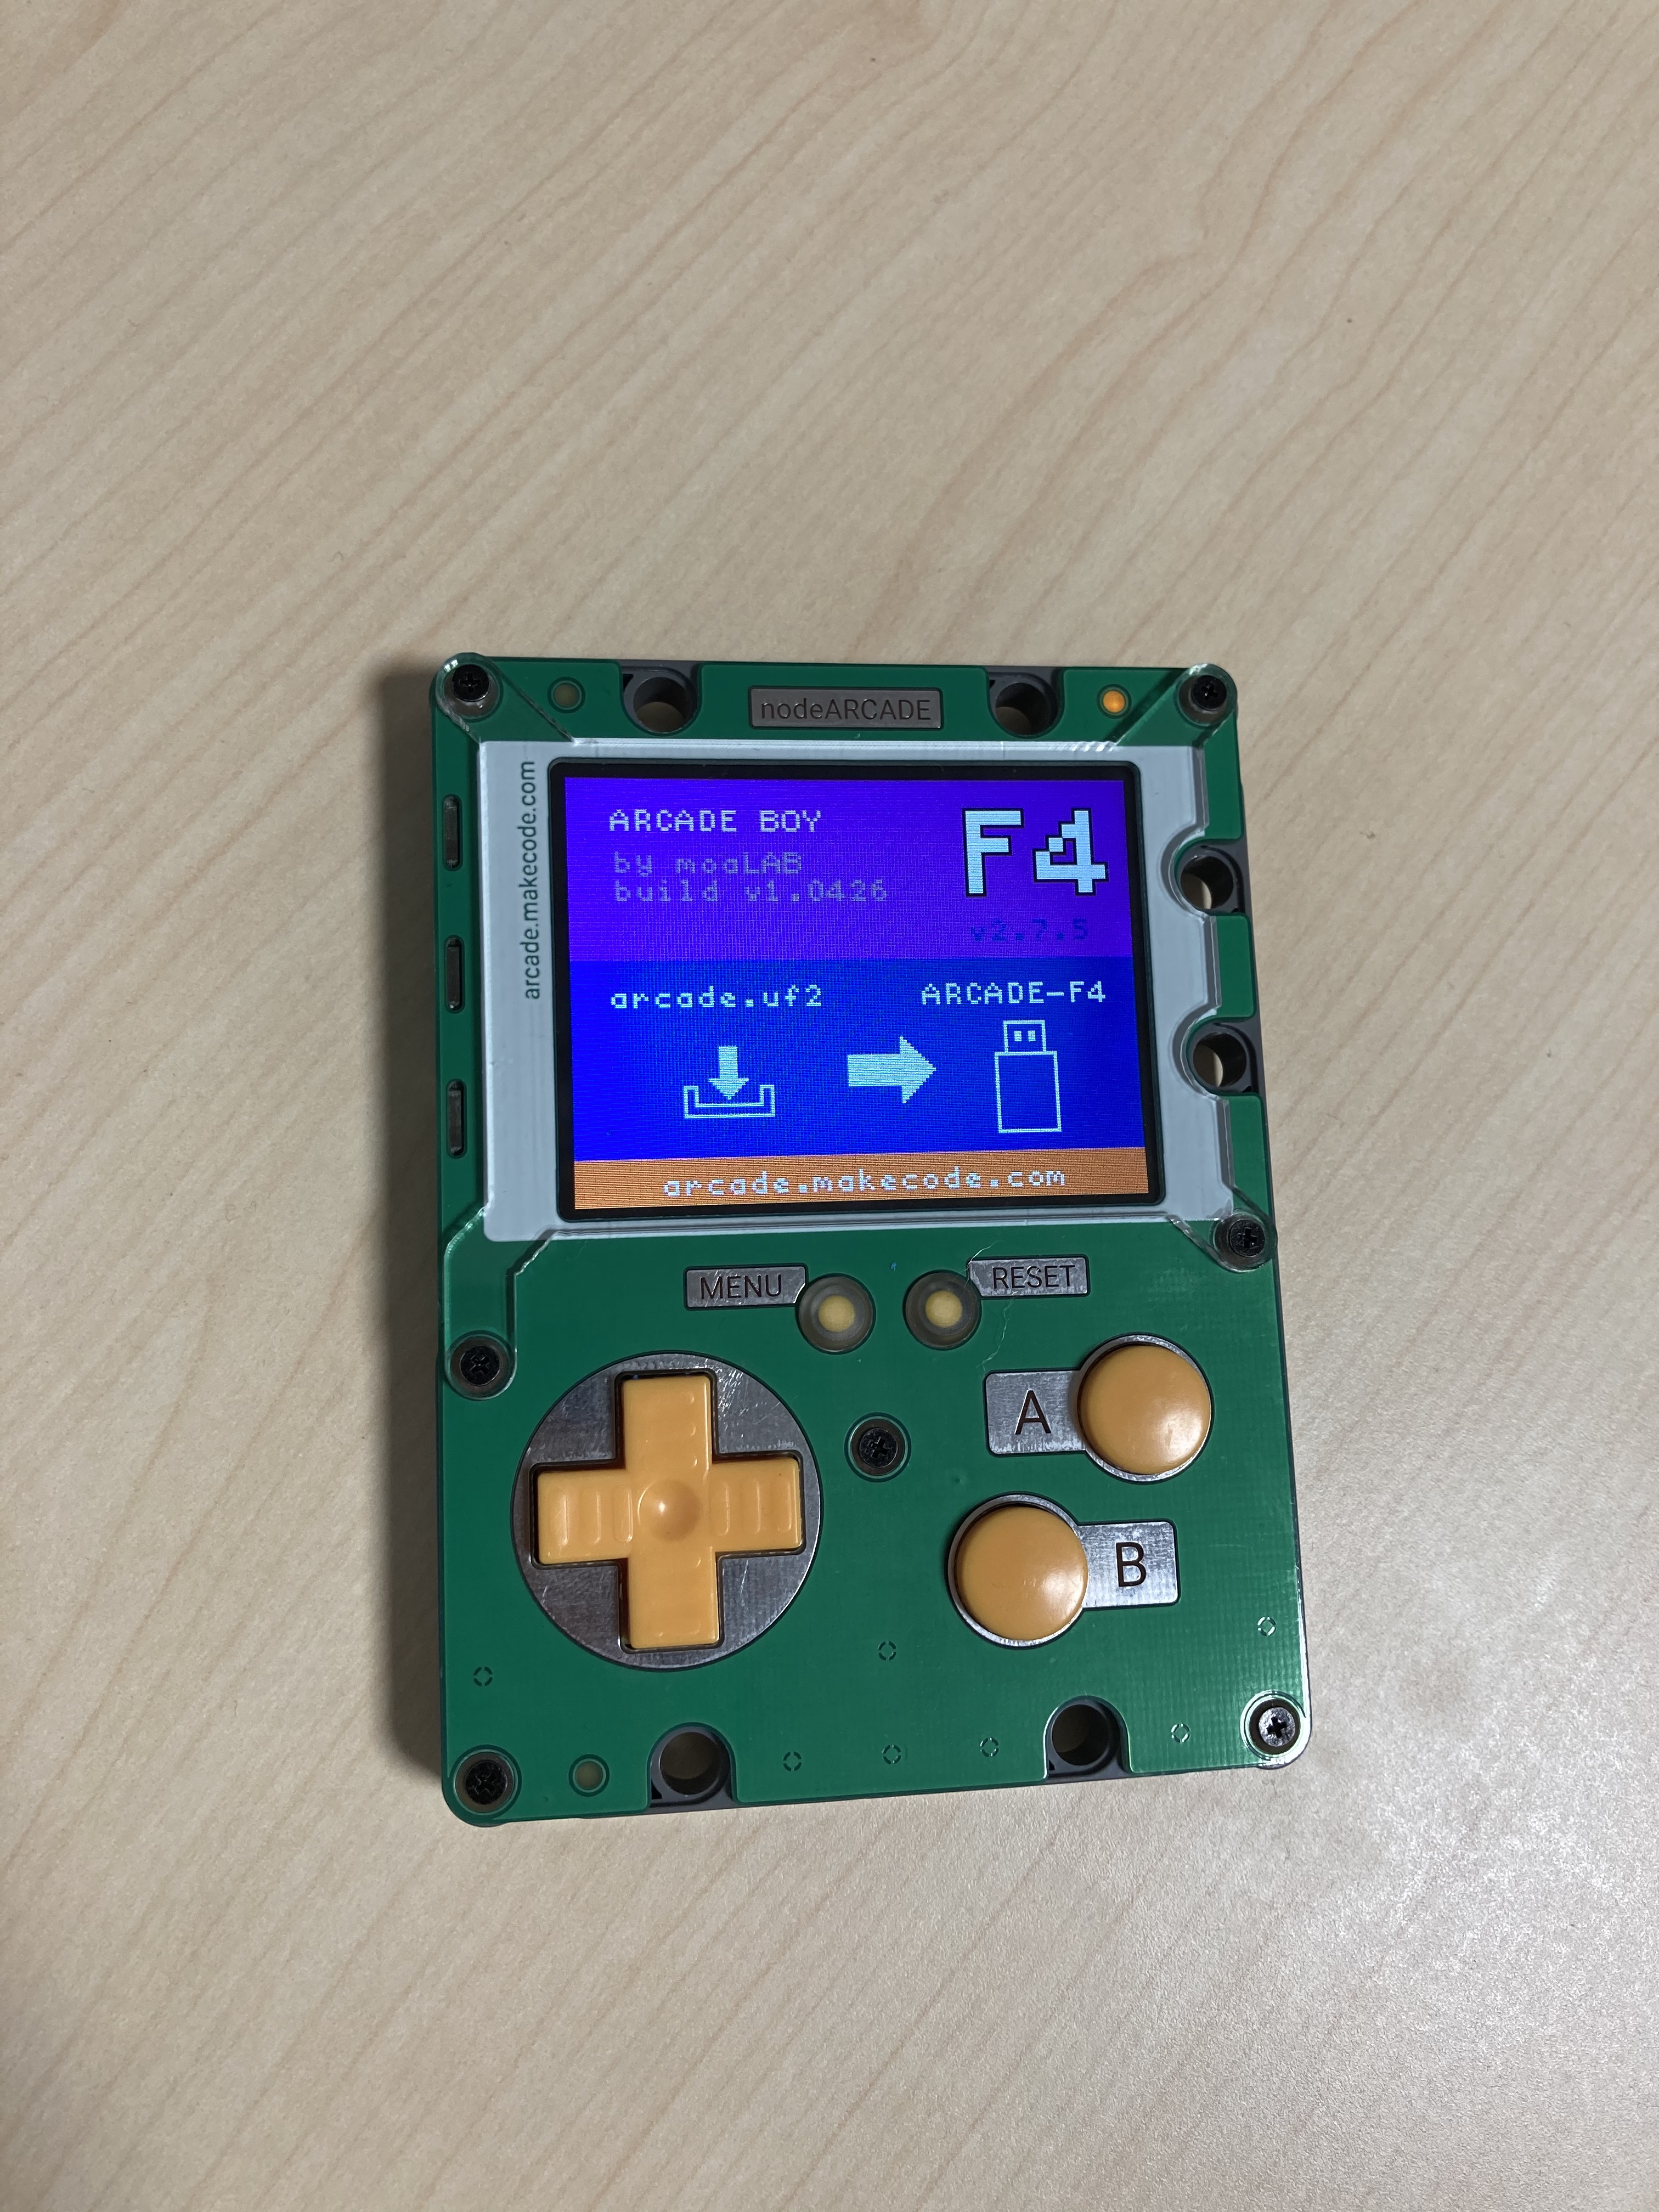 nodeARCADE
arcade.makecode.com
ARCADE BOY
F4
by moaLAB
build v1.0426
v2.7.5
arcade.uf2
ARCADE-F4
arcade.makecode.com
MENU
RESET
A
B